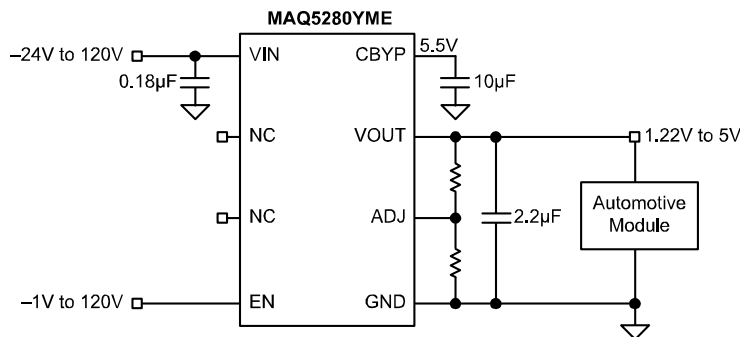 MAQ5280YME
–24V to 120V
VIN
CBYP
5.5V
0.18µF
10µF
NC
VOUT
1.22V to 5V
NC
ADJ
2.2µF
Automotive
Module
–1V to 120V
EN
GND